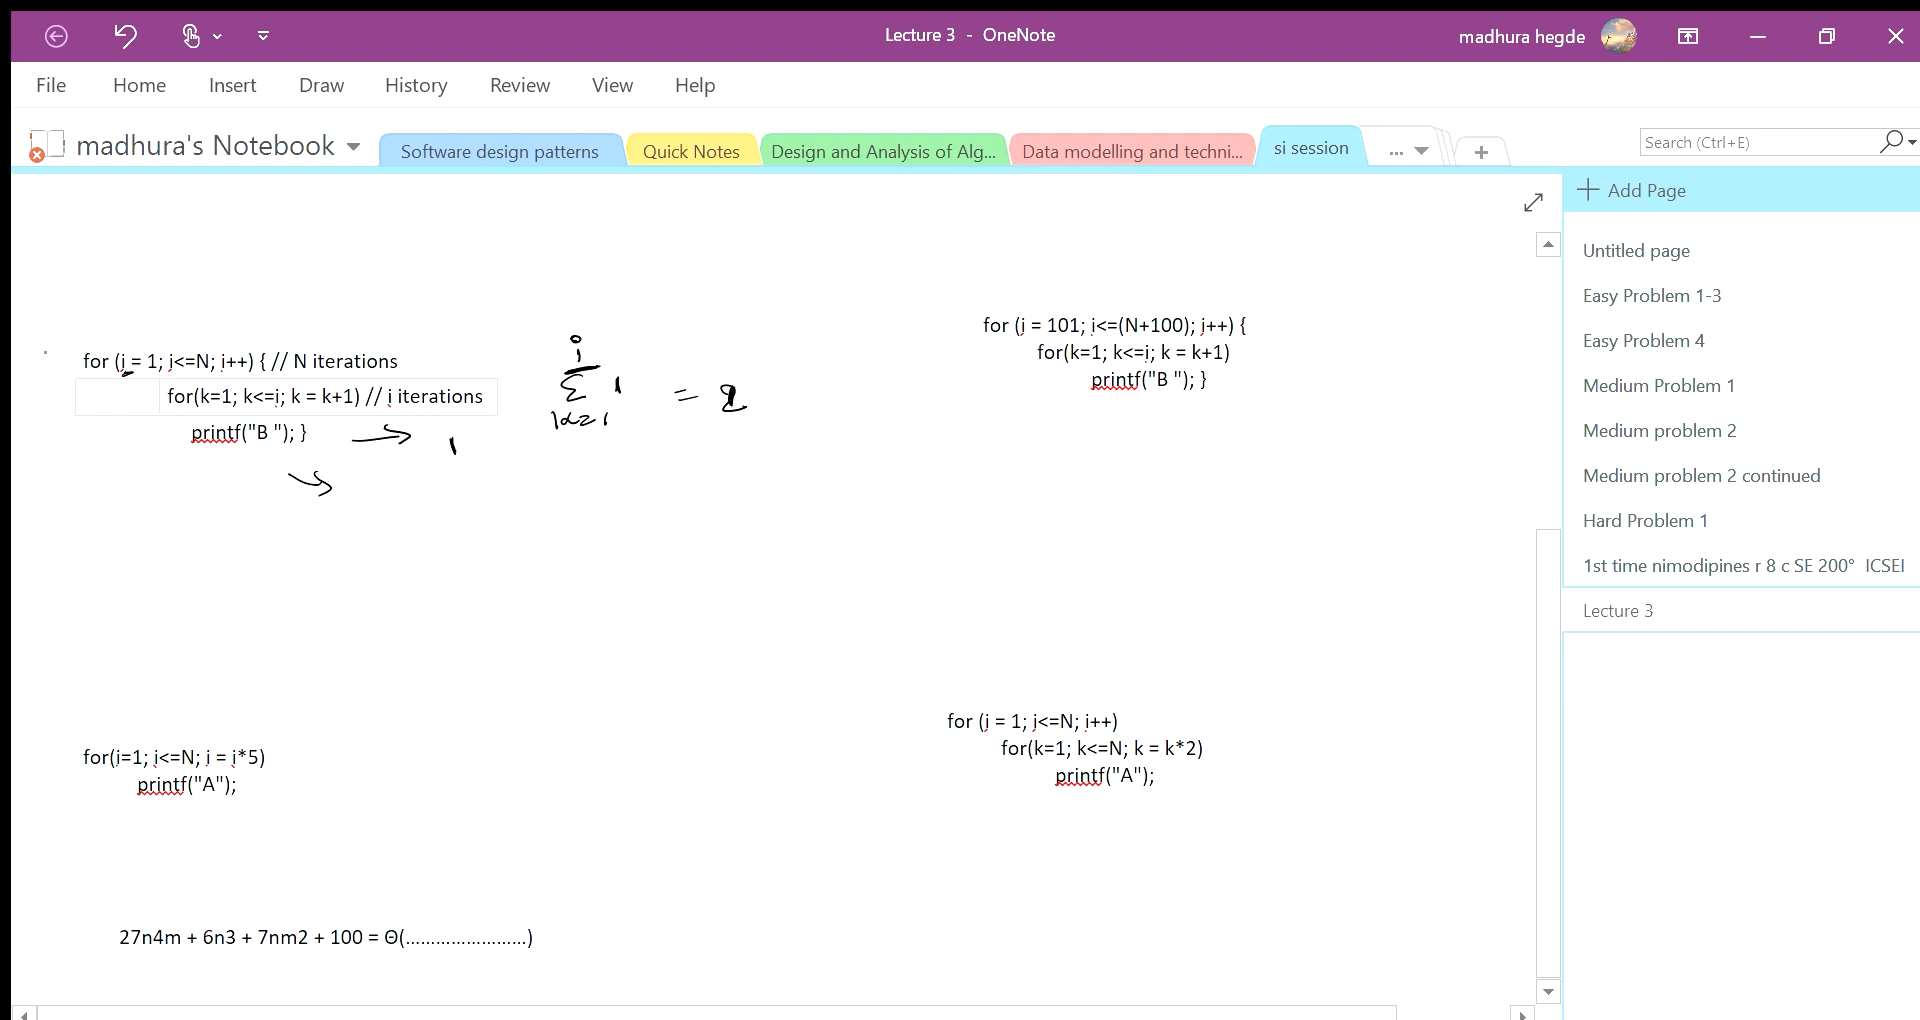 Lecture 3 - OneNote
madhura hegde
File Home Insert Draw History Review View Help
madhura's Notebook
Software design patterns
Quick Notes
Design and Analysis of Alg...
Data modelling and techni...
si session
...
Search (Ctrl+E)
Add Page
Untitled page
Easy Problem 1-3
Easy Problem 4
Medium Problem 1
Medium problem 2
Medium problem 2 continued
Hard Problem 1
1st time nimodipines r 8 c SE 200° ICSEI
Lecture 3
for (i = 1; i<=N; i++) { // N iterations
for(k=1; k<=i; k = k+1) // i iterations
printf("B "); } → 1
i
Σ 1 =
k=1
for (i = 101; i<=(N+100); i++) {
for(k=1; k<=i; k = k+1)
printf("B "); }
for(i=1; i<=N; i = i*5)
printf("A");
for (i = 1; i<=N; i++)
for(k=1; k<=N; k = k*2)
printf("A");
27n4m + 6n3 + 7nm2 + 100 = Θ(........................)